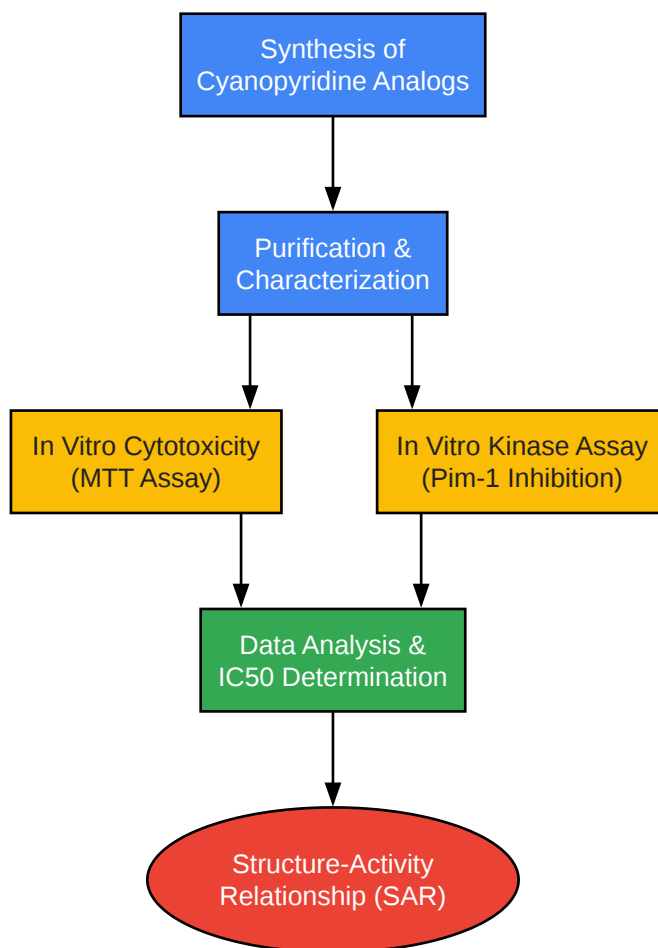 Synthesis of
Cyanopyridine Analogs
Purification &
Characterization
In Vitro Cytotoxicity
(MTT Assay)
In Vitro Kinase Assay
(Pim-1 Inhibition)
Data Analysis &
IC50 Determination
Structure-Activity
Relationship (SAR)